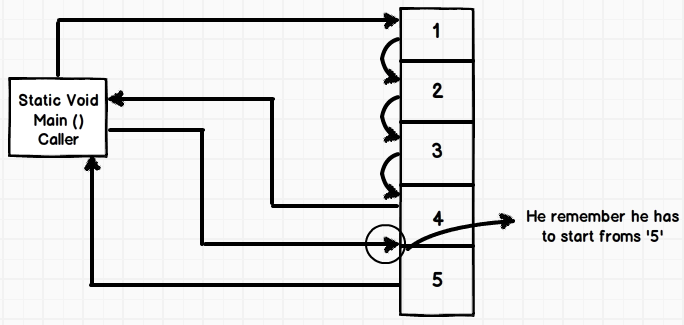 Static Void
Main ()
Caller
1
2
3
4
5
He remember he has
to start froms '5'